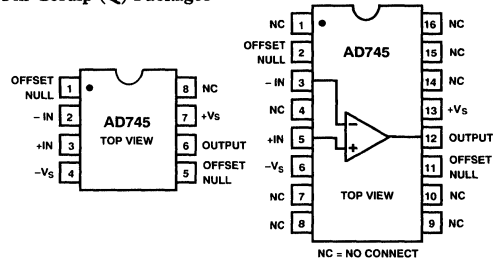 NC 1
OFFSET NULL 2
- IN 3
NC 4
+IN 5
-VS 6
NC 7
NC 8
16 NC
15 NC
14 NC
13 +VS
12 OUTPUT
11 OFFSET NULL
10 NC
9 NC
AD745
TOP VIEW
NC = NO CONNECT
OFFSET NULL 1
- IN 2
+IN 3
-VS 4
8 NC
7 +VS
6 OUTPUT
5 OFFSET NULL
AD745
TOP VIEW